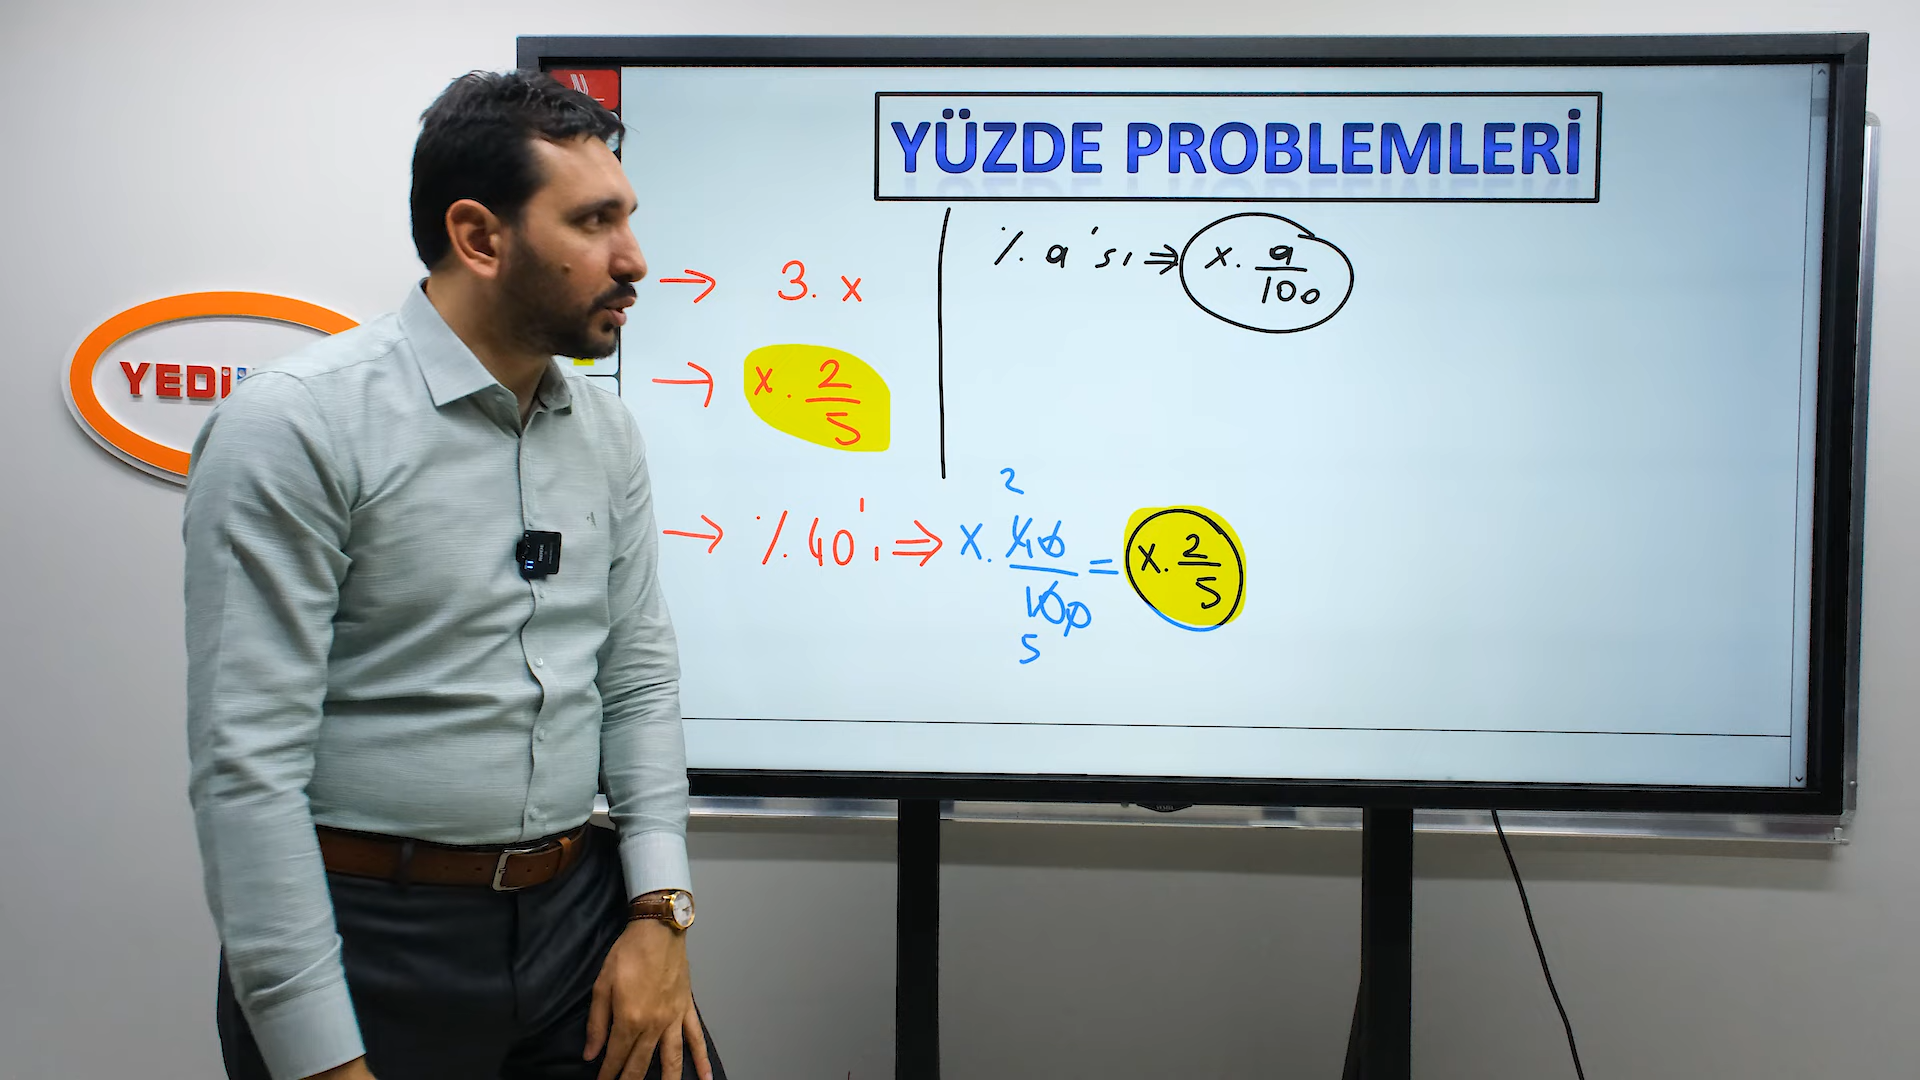 YÜZDE PROBLEMLERİ
% a'sı ⇒ x. a/100
→ 3. x
→ x. 2/5
→ % 40'ı ⇒ x. 40/100 = x. 2/5
2
5
YEDİ